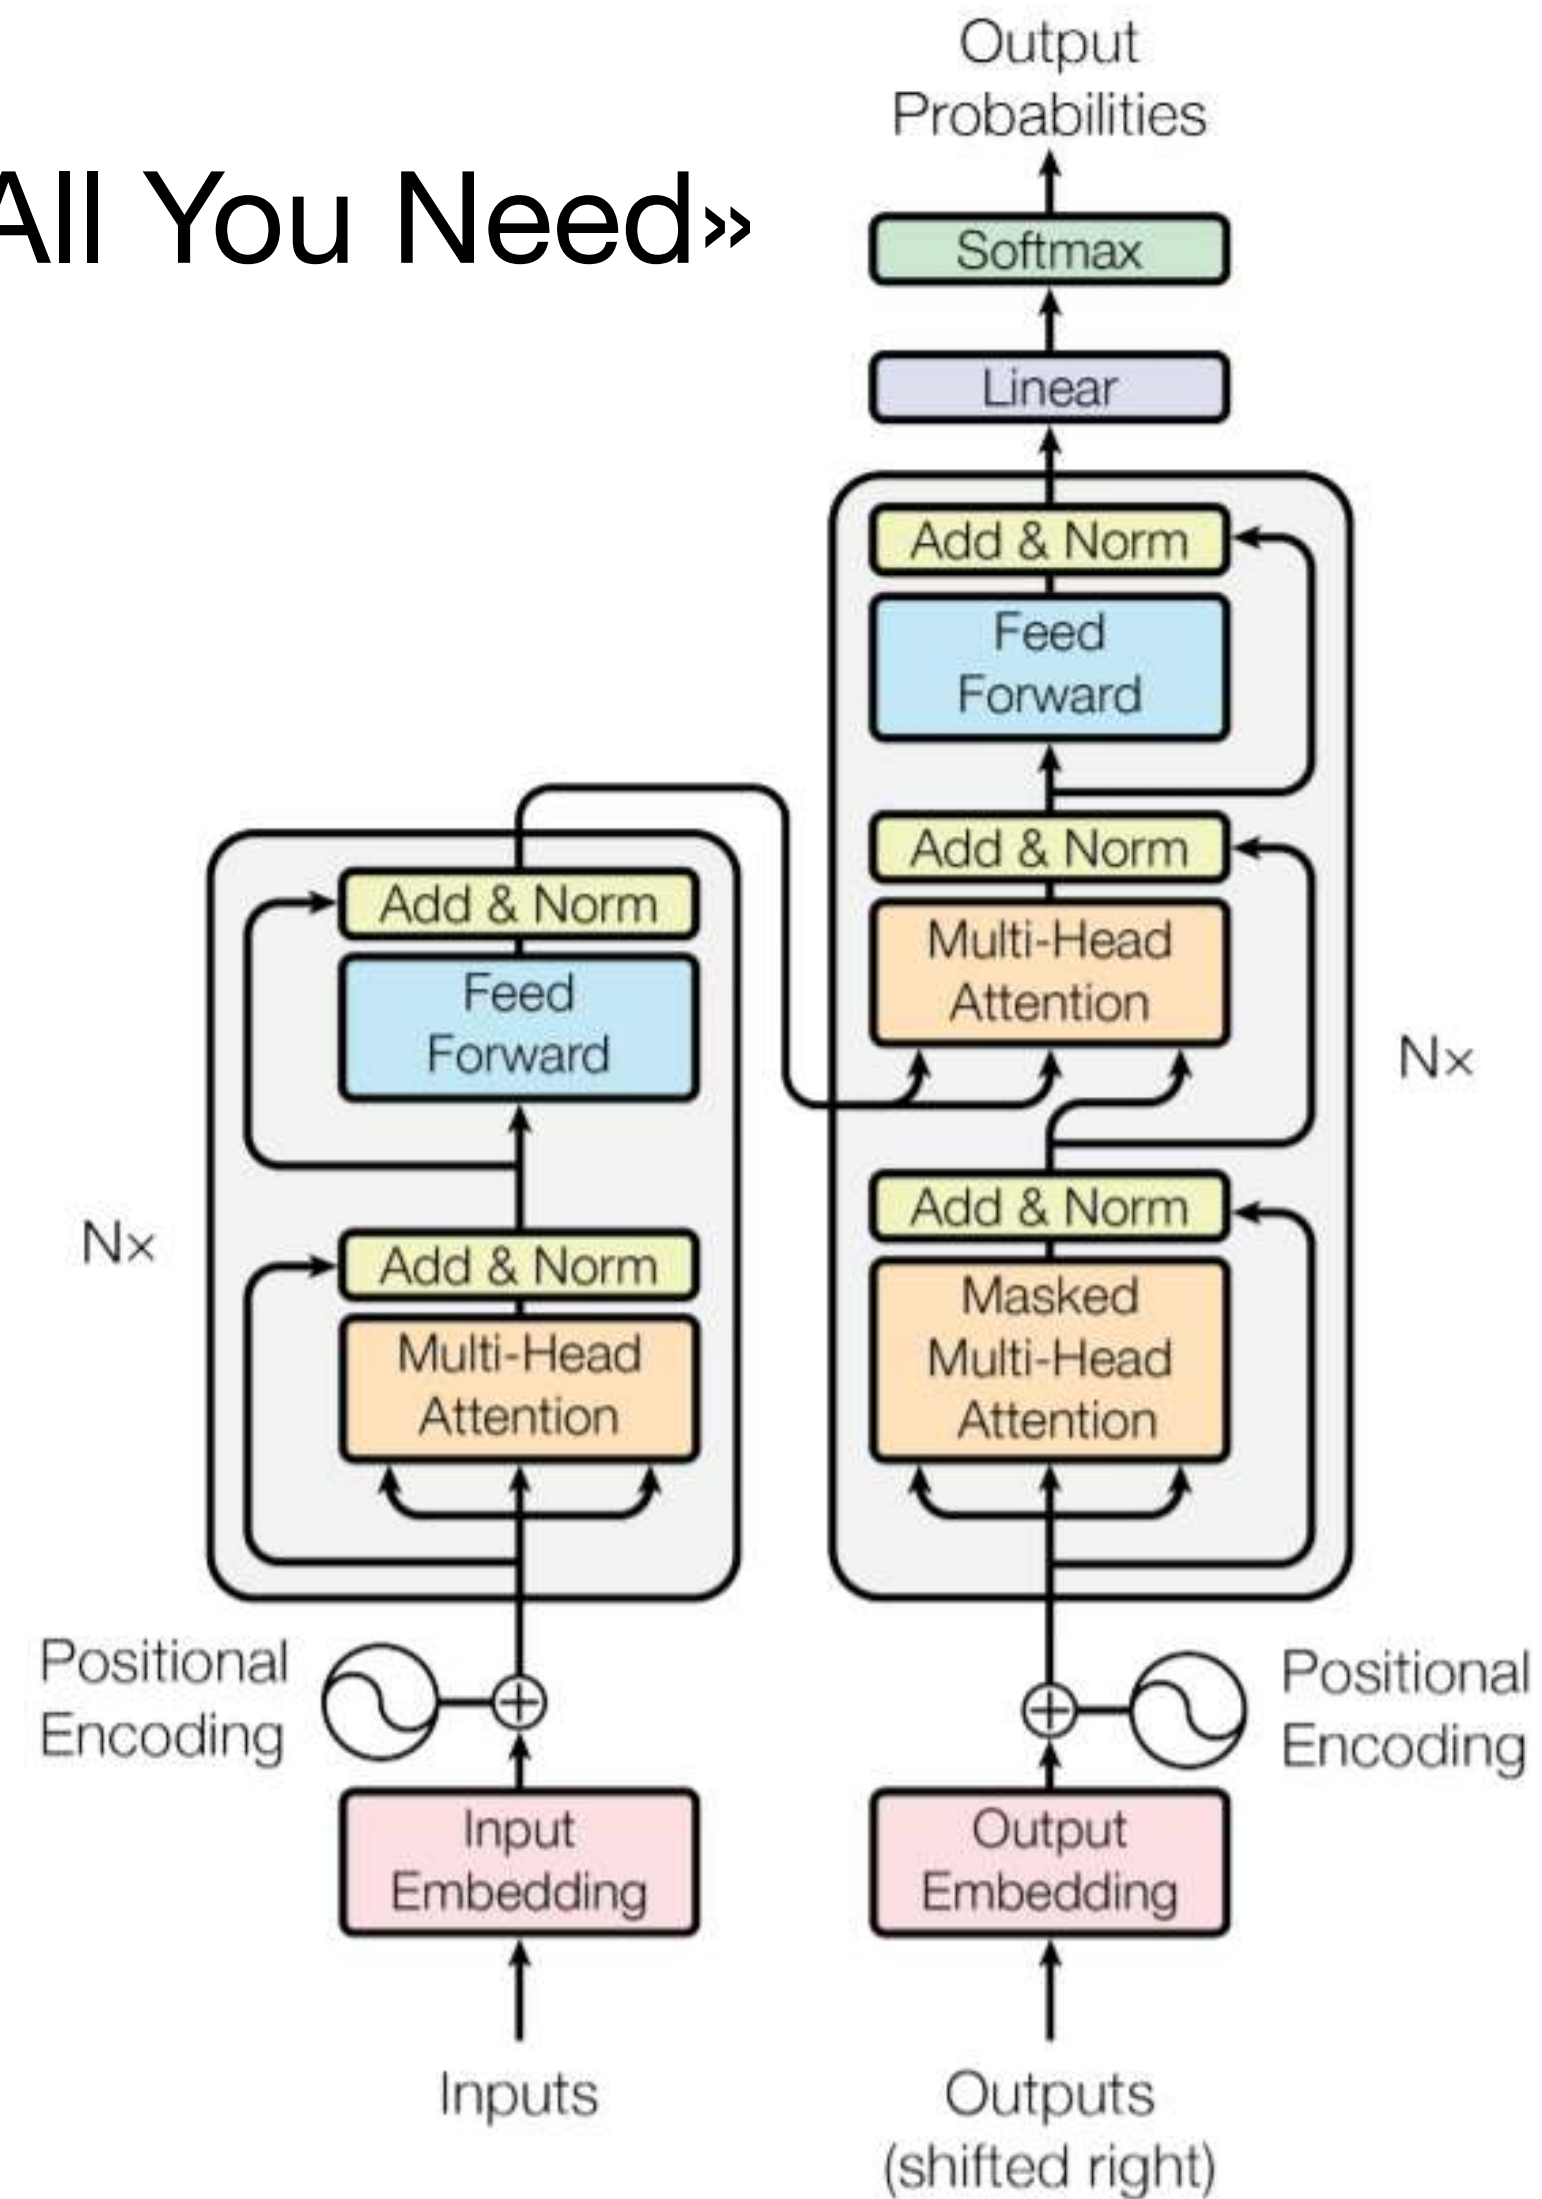 All You Need»
Output
Probabilities
Softmax
Linear
Add & Norm
Feed
Forward
Add & Norm
Multi-Head
Attention
Nx
Add & Norm
Masked
Multi-Head
Attention
Add & Norm
Feed
Forward
Nx
Add & Norm
Multi-Head
Attention
Positional
Encoding
Positional
Encoding
Input
Embedding
Output
Embedding
Inputs
Outputs
(shifted right)